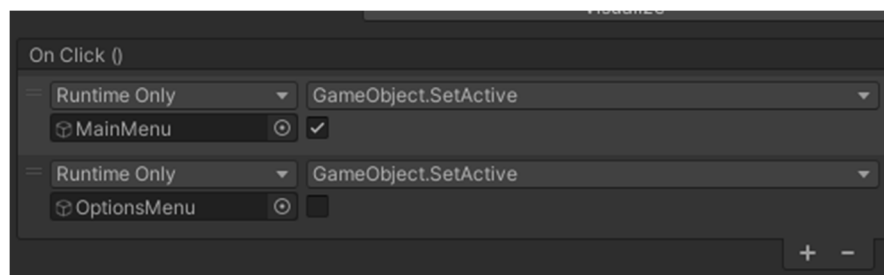 On Click ()
Runtime Only GameObject.SetActive
MainMenu
Runtime Only GameObject.SetActive
OptionsMenu